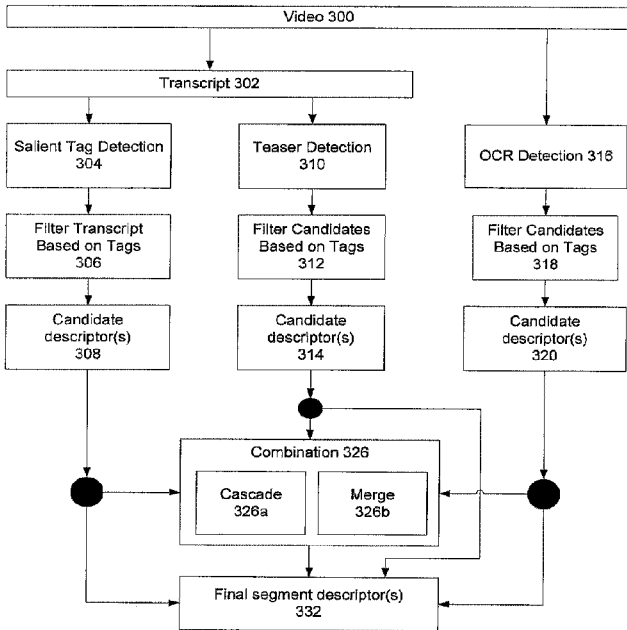 Video 300
Transcript 302
Salient Tag Detection
304
Teaser Detection
310
OCR Detection 316
Filter Transcript
Based on Tags
306
Filter Candidates
Based on Tags
312
Filter Candidates
Based on Tags
318
Candidate
descriptor(s)
308
Candidate
descriptor(s)
314
Candidate
descriptor(s)
320
Combination 326
Cascade
326a
Merge
326b
Final segment descriptor(s)
332